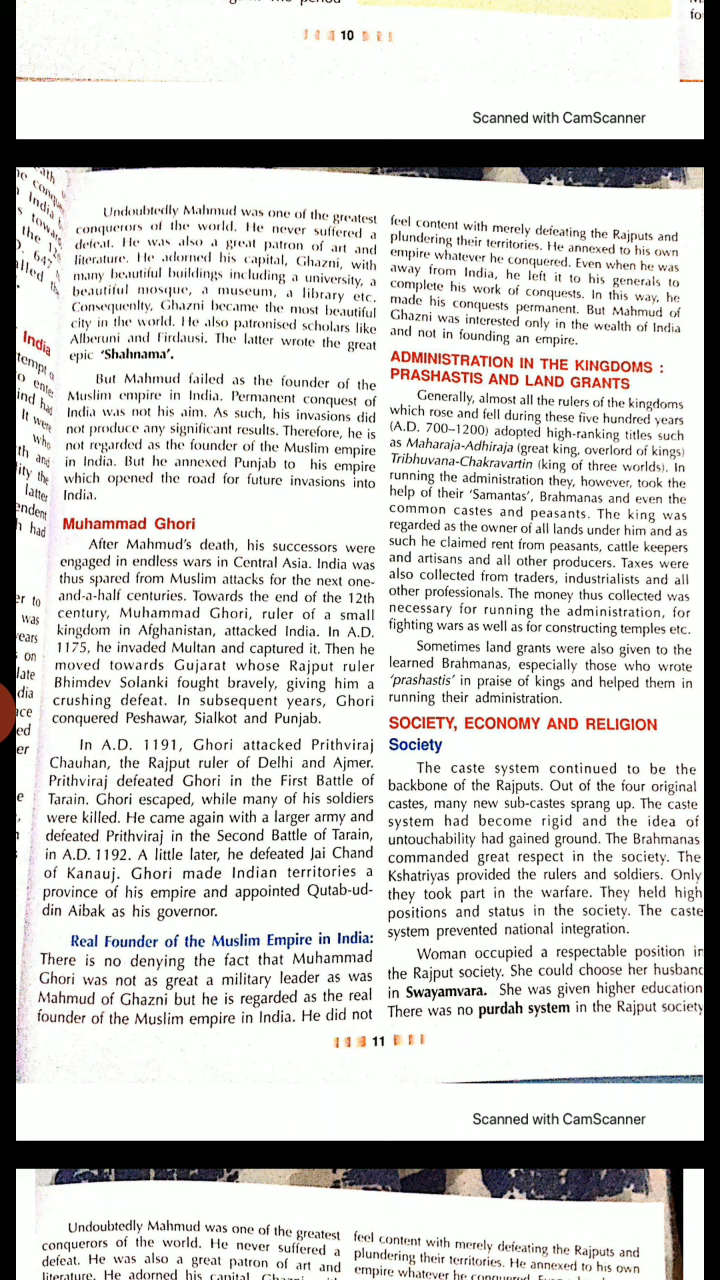 10
Scanned with CamScanner
Undoubtedly Mahmud was one of the greatest
conquerors of the world. He never suffered a
defeat. He was also a great patron of art and
literature. He adorned his capital, Ghazni, with
many beautiful buildings including a university, a
beautiful mosque, a museum, a library etc.
Consequenlty, Ghazni became the most beautiful
city in the world. He also patronised scholars like
Alberuni and Firdausi. The latter wrote the great
epic 'Shahnama'.
But Mahmud failed as the founder of the
Muslim empire in India. Permanent conquest of
India was not his aim. As such, his invasions did
not produce any significant results. Therefore, he is
not regarded as the founder of the Muslim empire
in India. But he annexed Punjab to his empire
which opened the road for future invasions into
India.
Muhammad Ghori
After Mahmud's death, his successors were
engaged in endless wars in Central Asia. India was
thus spared from Muslim attacks for the next one-
and-a-half centuries. Towards the end of the 12th
century, Muhammad Ghori, ruler of a small
kingdom in Afghanistan, attacked India. In A.D.
1175, he invaded Multan and captured it. Then he
moved towards Gujarat whose Rajput ruler
Bhimdev Solanki fought bravely, giving him a
crushing defeat. In subsequent years, Ghori
conquered Peshawar, Sialkot and Punjab.
In A.D. 1191, Ghori attacked Prithviraj
Chauhan, the Rajput ruler of Delhi and Ajmer.
Prithviraj defeated Ghori in the First Battle of
Tarain. Ghori escaped, while many of his soldiers
were killed. He came again with a larger army and
defeated Prithviraj in the Second Battle of Tarain,
in A.D. 1192. A little later, he defeated Jai Chand
of Kanauj. Ghori made Indian territories a
province of his empire and appointed Qutab-ud-
din Aibak as his governor.
Real Founder of the Muslim Empire in India:
There is no denying the fact that Muhammad
Ghori was not as great a military leader as was
Mahmud of Ghazni but he is regarded as the real
founder of the Muslim empire in India. He did not
feel content with merely defeating the Rajputs and
plundering their territories. He annexed to his own
empire whatever he conquered. Even when he was
away from India, he left it to his generals to
complete his work of conquests. In this way, he
made his conquests permanent. But Mahmud of
Ghazni was interested only in the wealth of India
and not in founding an empire.
ADMINISTRATION IN THE KINGDOMS :
PRASHASTIS AND LAND GRANTS
Generally, almost all the rulers of the kingdoms
which rose and fell during these five hundred years
(A.D. 700–1200) adopted high-ranking titles such
as Maharaja-Adhiraja (great king, overlord of kings)
Tribhuvana-Chakravartin (king of three worlds). In
running the administration they, however, took the
help of their 'Samantas', Brahmanas and even the
common castes and peasants. The king was
regarded as the owner of all lands under him and as
such he claimed rent from peasants, cattle keepers
and artisans and all other producers. Taxes were
also collected from traders, industrialists and all
other professionals. The money thus collected was
necessary for running the administration, for
fighting wars as well as for constructing temples etc.
Sometimes land grants were also given to the
learned Brahmanas, especially those who wrote
'prashastis' in praise of kings and helped them in
running their administration.
SOCIETY, ECONOMY AND RELIGION
Society
The caste system continued to be the
backbone of the Rajputs. Out of the four original
castes, many new sub-castes sprang up. The caste
system had become rigid and the idea of
untouchability had gained ground. The Brahmanas
commanded great respect in the society. The
Kshatriyas provided the rulers and soldiers. Only
they took part in the warfare. They held high
positions and status in the society. The caste
system prevented national integration.
Woman occupied a respectable position in
the Rajput society. She could choose her husband
in Swayamvara. She was given higher education
There was no purdah system in the Rajput society
11
Scanned with CamScanner
Undoubtedly Mahmud was one of the greatest
conquerors of the world. He never suffered a
defeat. He was also a great patron of art and
literature. He adorned his capital,
feel content with merely defeating the Rajputs and
plundering their territories. He annexed to his own
empire whatever he